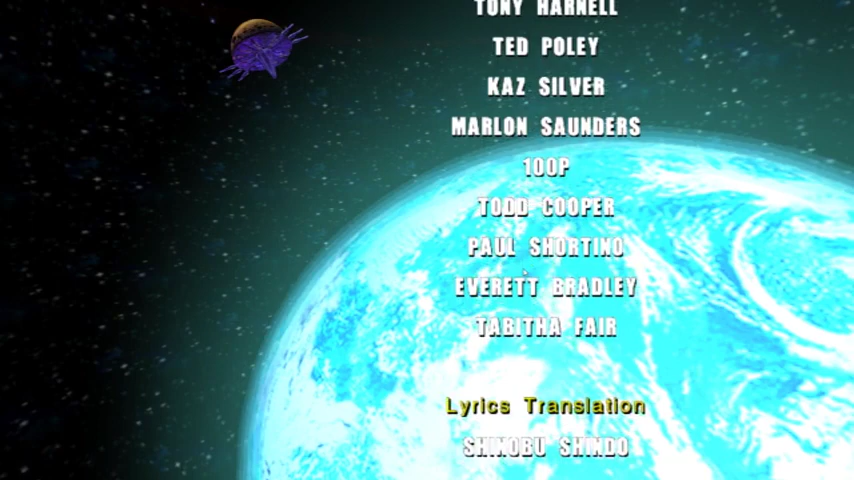 TONY HARNELL
TED POLEY
KAZ SILVER
MARLON SAUNDERS
100P
TODD COOPER
PAUL SHORTINO
EVERETT BRADLEY
TABITHA FAIR
Lyrics Translation
SHINOBU SHINDO